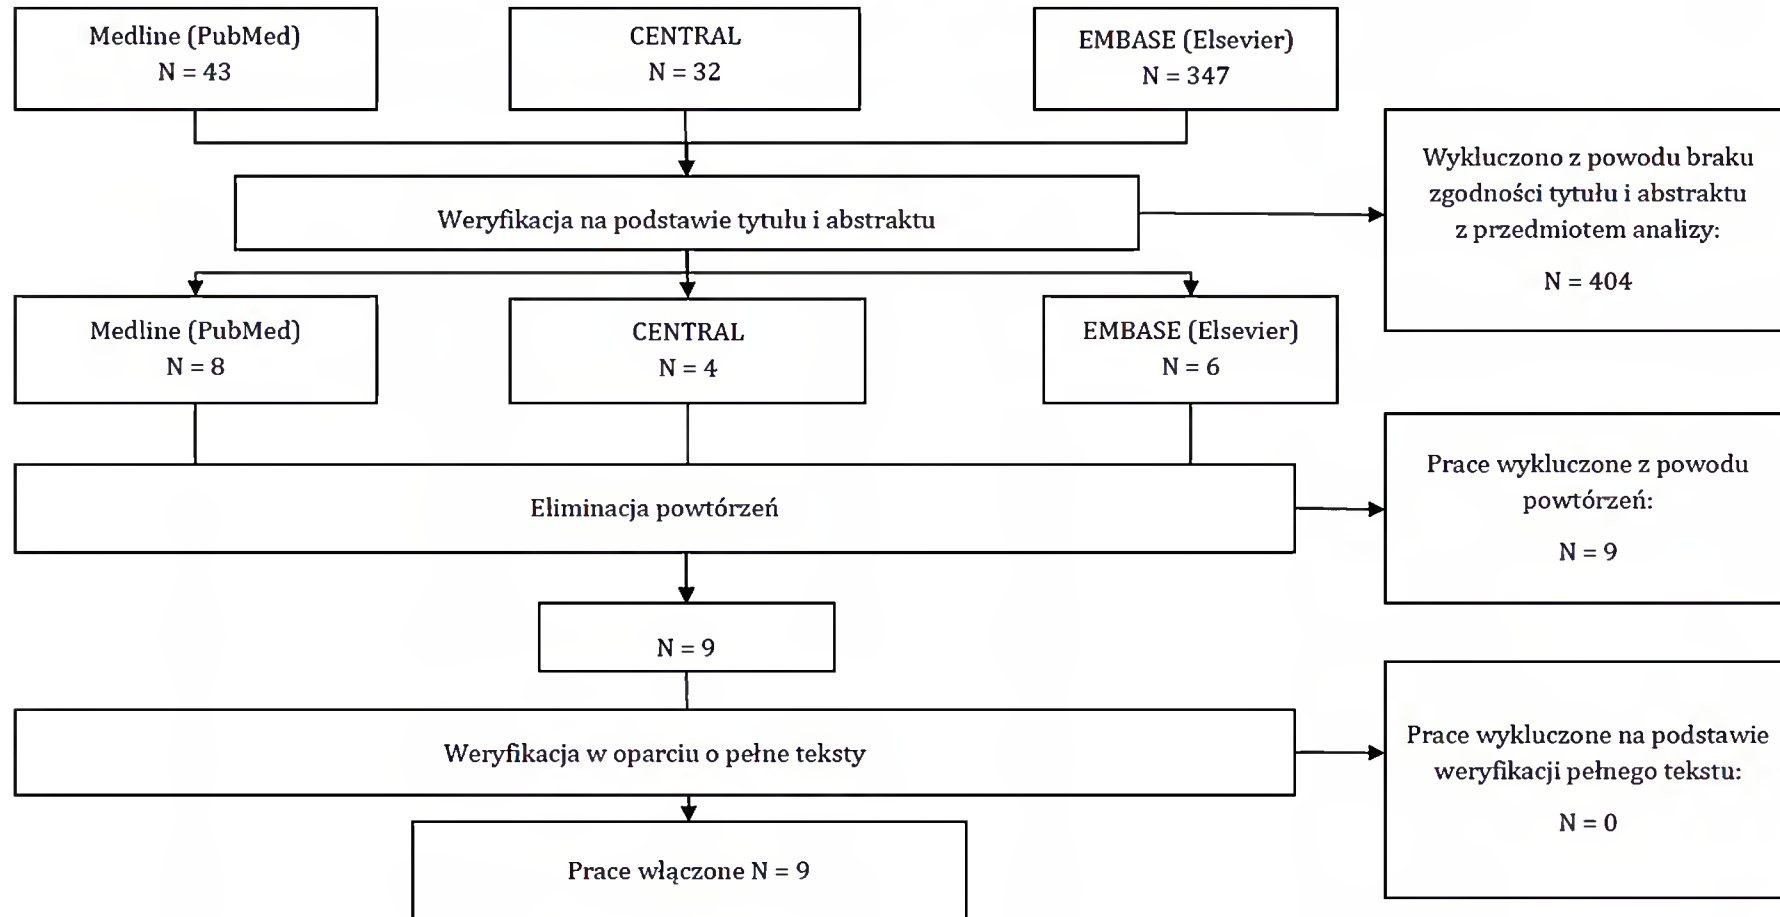 Medline (PubMed)
N = 43
CENTRAL
N = 32
EMBASE (Elsevier)
N = 347
Weryfikacja na podstawie tytułu i abstraktu
Wykluczono z powodu braku
zgodności tytułu i abstraktu
z przedmiotem analizy:
N = 404
Medline (PubMed)
N = 8
CENTRAL
N = 4
EMBASE (Elsevier)
N = 6
Eliminacja powtórzeń
Prace wykluczone z powodu
powtórzeń:
N = 9
N = 9
Weryfikacja w oparciu o pełne teksty
Prace wykluczone na podstawie
weryfikacji pełnego tekstu:
N = 0
Prace włączone N = 9